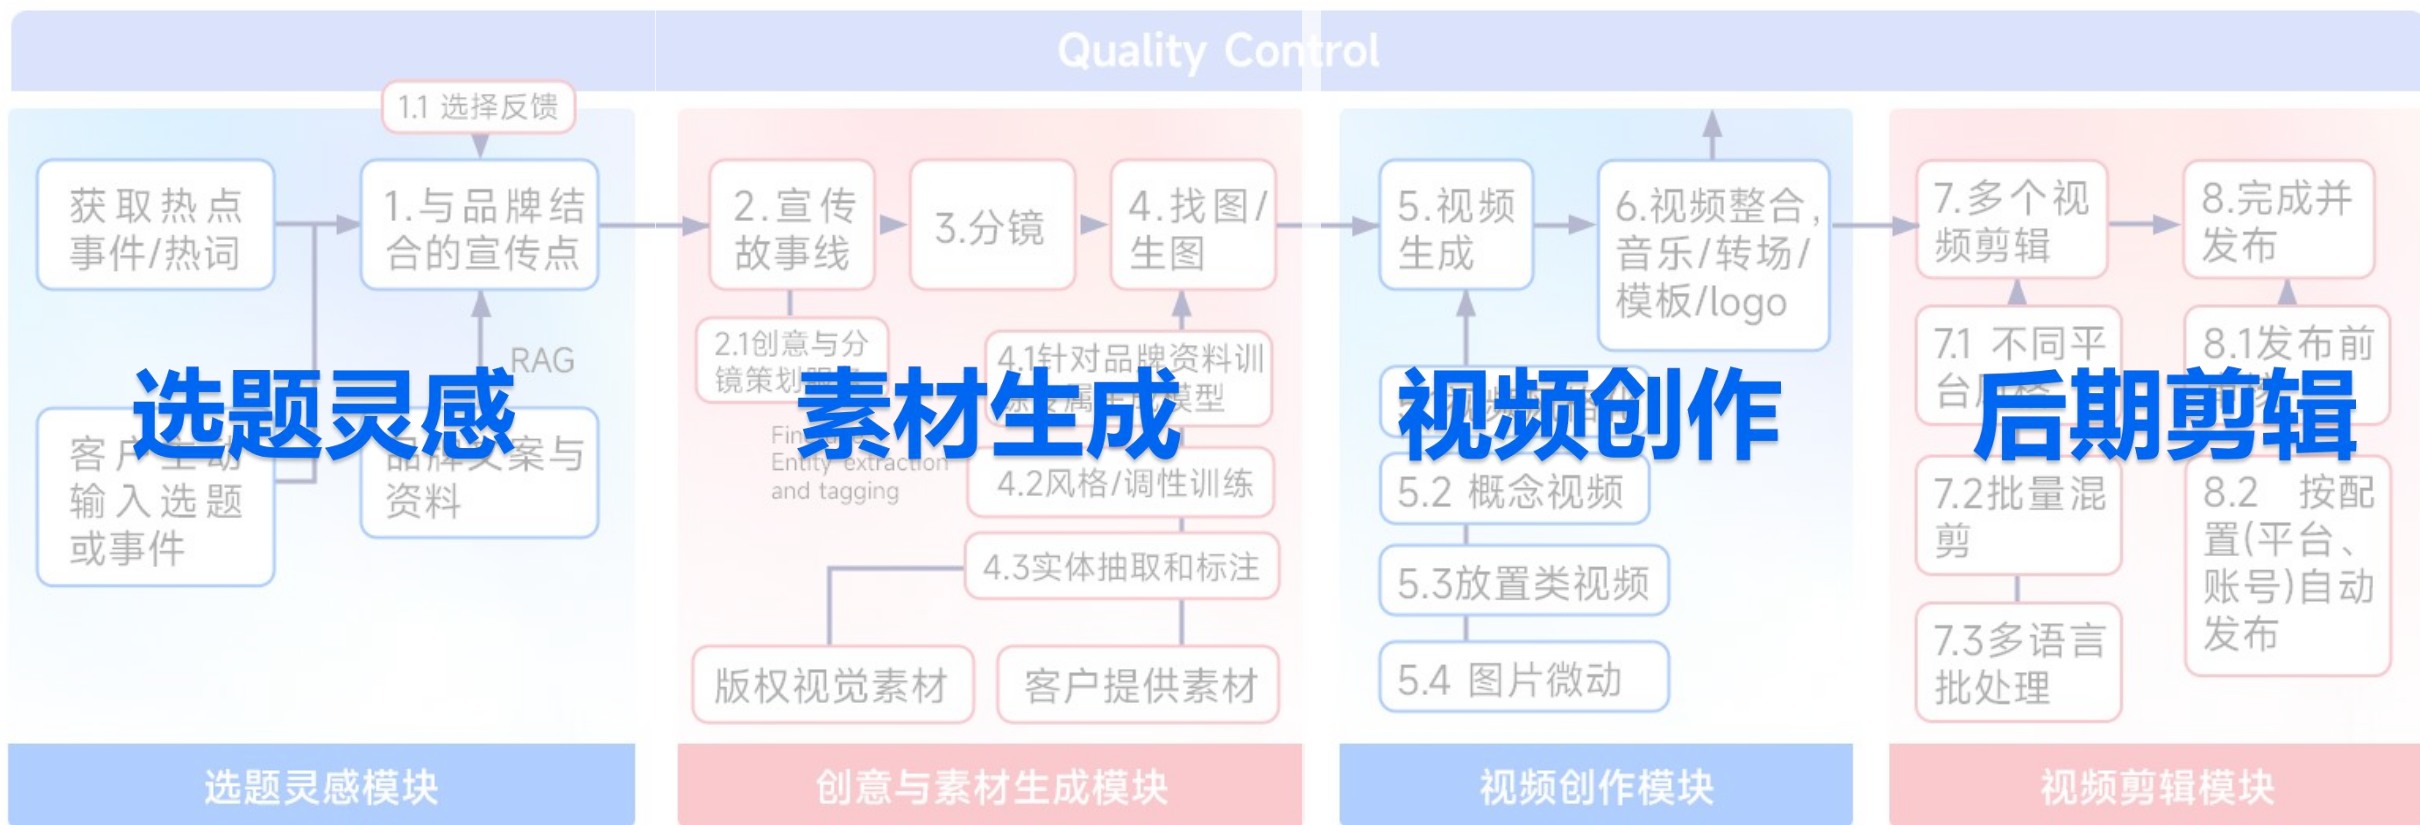 Quality Control
1.1 选择反馈
获取热点
事件/热词
1.与品牌结
合的宣传点
RAG
选题灵感
客户主动
输入选题
或事件
品牌文案与
资料
选题灵感模块
2.宣传
故事线
3.分镜
4.找图/
生图
2.1创意与分
镜策划
4.1针对品牌资料训
模型
素材生成
Entity extraction
and tagging
4.2风格/调性训练
4.3实体抽取和标注
版权视觉素材
客户提供素材
创意与素材生成模块
5.视频
生成
6.视频整合,
音乐/转场/
模板/logo
视频创作
5.2 概念视频
5.3放置类视频
5.4 图片微动
视频创作模块
7.多个视
频剪辑
8.完成并
发布
7.1 不同平
台
8.1发布前
后期剪辑
7.2批量混
剪
7.3多语言
批处理
8.2 按配
置(平台、
账号)自动
发布
视频剪辑模块